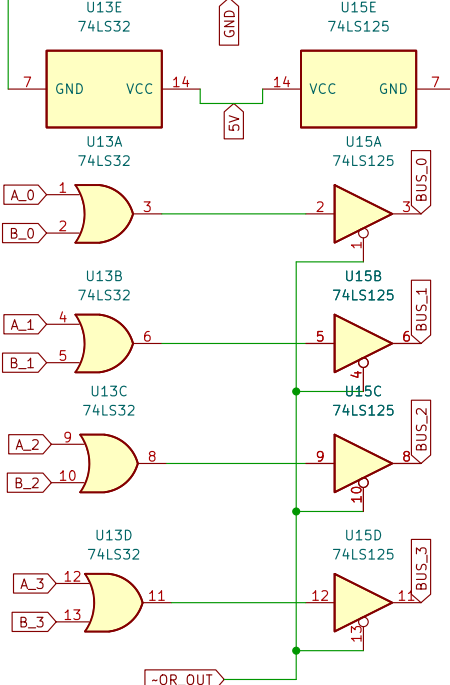 U13E
74LS32
GND
U15E
74LS125
7
GND
VCC
14
5V
14
VCC
GND
7
U13A
74LS32
U15A
74LS125
A_0
1
B_0
2
3
2
1
3
BUS_0
U13B
74LS32
U15B
74LS125
A_1
4
B_1
5
6
5
4
6
BUS_1
U13C
74LS32
U15C
74LS125
A_2
9
B_2
10
8
9
10
8
BUS_2
U13D
74LS32
U15D
74LS125
A_3
12
B_3
13
11
12
13
11
BUS_3
~OR_OUT